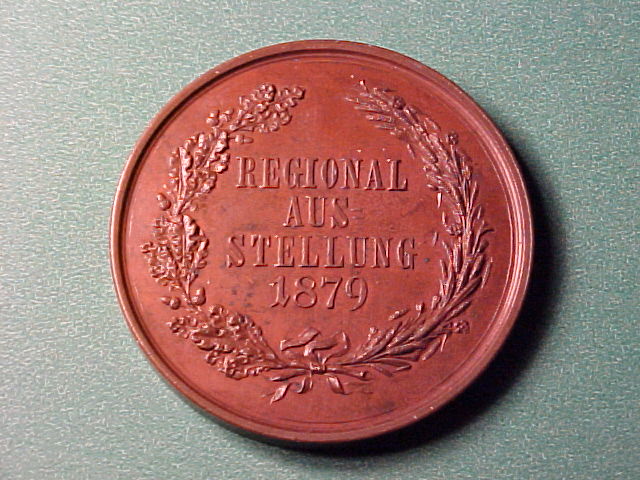 REGIONAL
AUS-
STELLUNG
1879